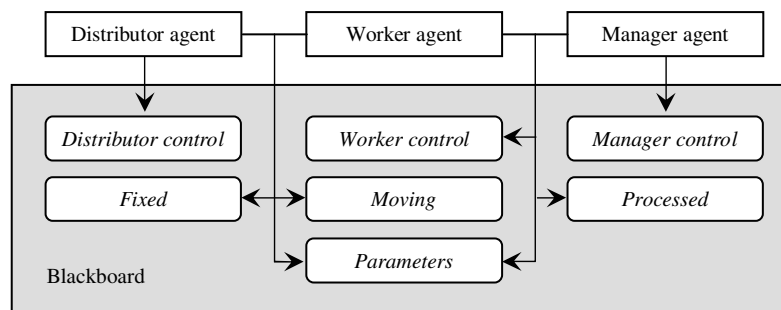 Distributor agent
Worker agent
Manager agent
Distributor control
Worker control
Manager control
Fixed
Moving
Processed
Parameters
Blackboard